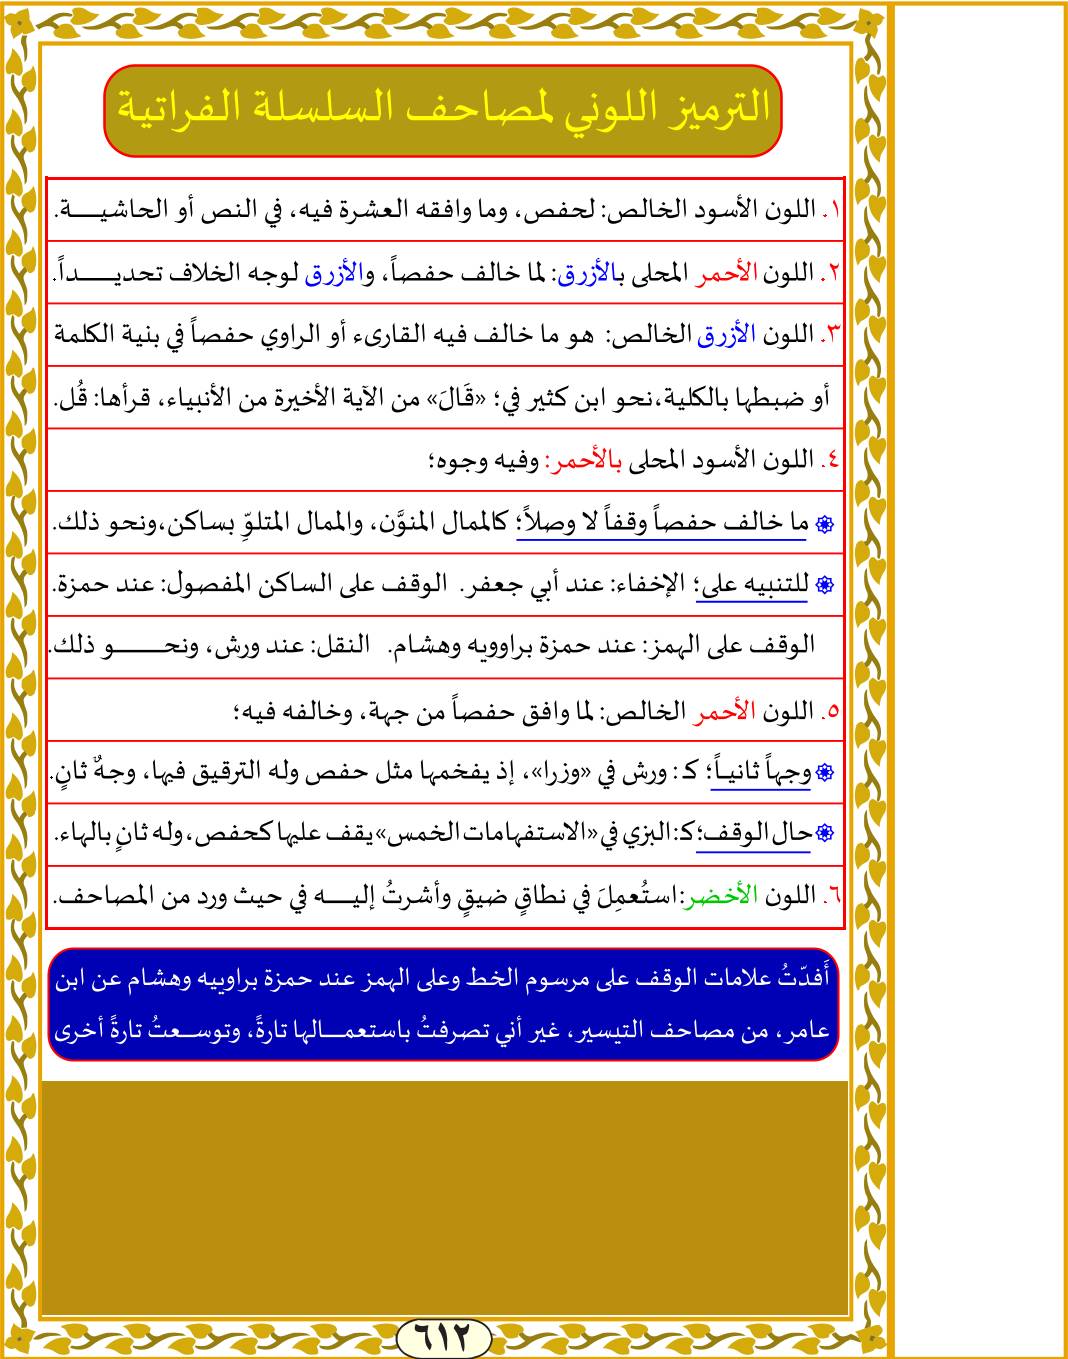 الترميز اللوني لمصاحف السلسلة الفراتية
١. اللون الأسود الخالص: لحفص، وما وافقه العشرة فيه، في النص أو الحاشيـــة.
٢. اللون الأحمر المحلى بالأزرق: لما خالف حفصاً، والأزرق لوجه الخلاف تحديـــداً.
٣. اللون الأزرق الخالص: هو ما خالف فيه القارىء أو الراوي حفصاً في بنية الكلمة
أو ضبطها بالكلية،نحو ابن كثير في؛ «قَالَ» من الآية الأخيرة من الأنبياء، قرأها: قُل.
٤. اللون الأسود المحلى بالأحمر: وفيه وجوه؛
ما خالف حفصاً وقفاً لا وصلاً؛ كالممال المنوَّن، والممال المتلوِّ بساكن،ونحو ذلك.
للتنبيه على؛ الإخفاء: عند أبي جعفر. الوقف على الساكن المفصول: عند حمزة.
الوقف على الهمز: عند حمزة براوويه وهشام. النقل: عند ورش، ونحـــو ذلك.
٥. اللون الأحمر الخالص: لما وافق حفصاً من جهة، وخالفه فيه؛
وجهاً ثانيـاً؛ كـ: ورش في «وزرا»، إذ يفخمها مثل حفص وله الترقيق فيها، وجهٌ ثانٍ.
حال الوقف؛كـ: البزي في«الاستفهامات الخمس»يقف عليها كحفص،وله ثانٍ بالهاء.
٦. اللون الأخضر:استُعمِلَ في نطاقٍ ضيقٍ وأشرتُ إليـــه في حيث ورد من المصاحف.
أَفدّتُ علامات الوقف على مرسوم الخط وعلى الهمز عند حمزة براوييه وهشام عن ابن
عامر، من مصاحف التيسير، غير أني تصرفتُ باستعمـــالها تارةً، وتوســعتُ تارةً أخرى
٦١٢